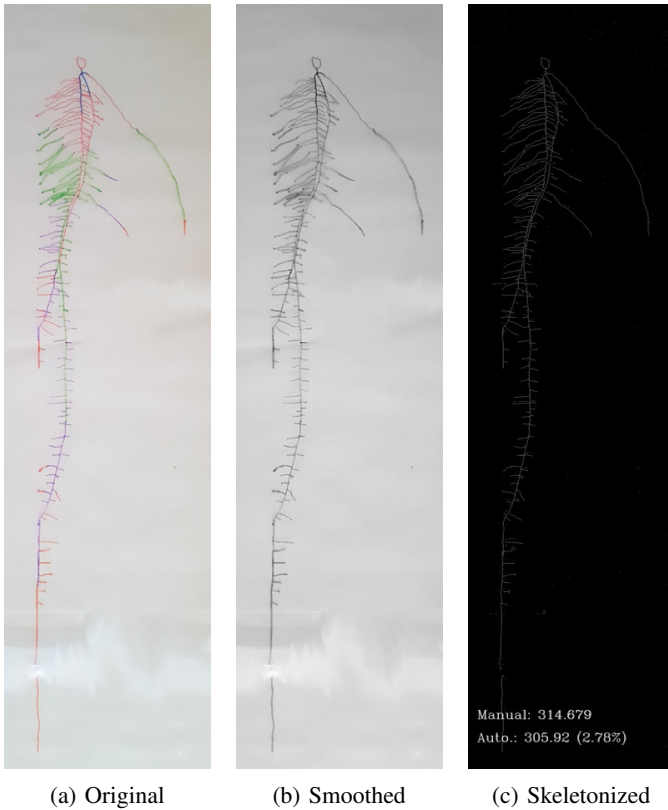 Manual: 314.679
Auto.: 305.92 (2.78%)
(a) Original
(b) Smoothed
(c) Skeletonized